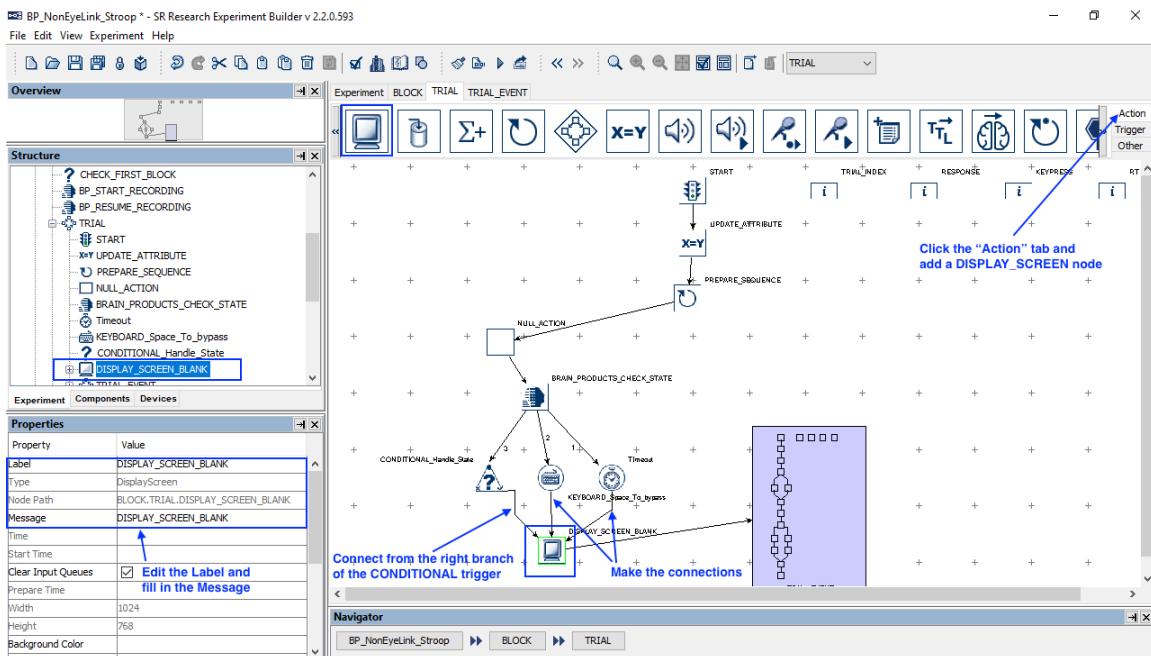 BP_NonEyeLink_Stroop * - SR Research Experiment Builder v 2.2.0.593
File Edit View Experiment Help
TRIAL
Overview
Structure
CHECK_FIRST_BLOCK
BP_START_RECORDING
BP_RESUME_RECORDING
TRIAL
START
X=Y UPDATE_ATTRIBUTE
PREPARE_SEQUENCE
NULL_ACTION
BRAIN_PRODUCTS_CHECK_STATE
Timeout
KEYBOARD_Space_To_bypass
CONDITIONAL_Handle_State
DISPLAY_SCREEN_BLANK
TRIAL_EVENT
Experiment Components Devices
Properties
Property Value
Label DISPLAY_SCREEN_BLANK
Type DisplayScreen
Node Path BLOCK.TRIAL.DISPLAY_SCREEN_BLANK
Message DISPLAY_SCREEN_BLANK
Time
Start Time
Clear Input Queues
Prepare Time
Width 1024
Height 768
Background Color
Edit the Label and
fill in the Message
Experiment BLOCK TRIAL TRIAL_EVENT
Σ+
X=Y
TTL
Action
Trigger
Other
START
TRIAL_INDEX
RESPONSE
KEYPRESS
RT
i
i
i
i
UPDATE_ATTRIBUTE
X=Y
Click the “Action” tab and
add a DISPLAY_SCREEN node
PREPARE_SEQUENCE
NULL_ACTION
BRAIN_PRODUCTS_CHECK_STATE
3
2
1
CONDITIONAL_Handle_State
Timeout
KEYBOARD_Space_To_bypass
DISPLAY_SCREEN_BLANK
Connect from the right branch
of the CONDITIONAL trigger
Make the connections
Navigator
BP_NonEyeLink_Stroop BLOCK TRIAL